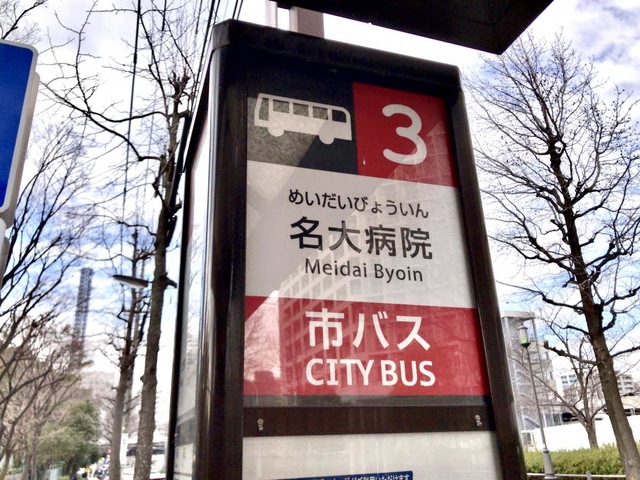 3
めいだいびょういん
名大病院
Meidai Byoin
市バス
CITY BUS